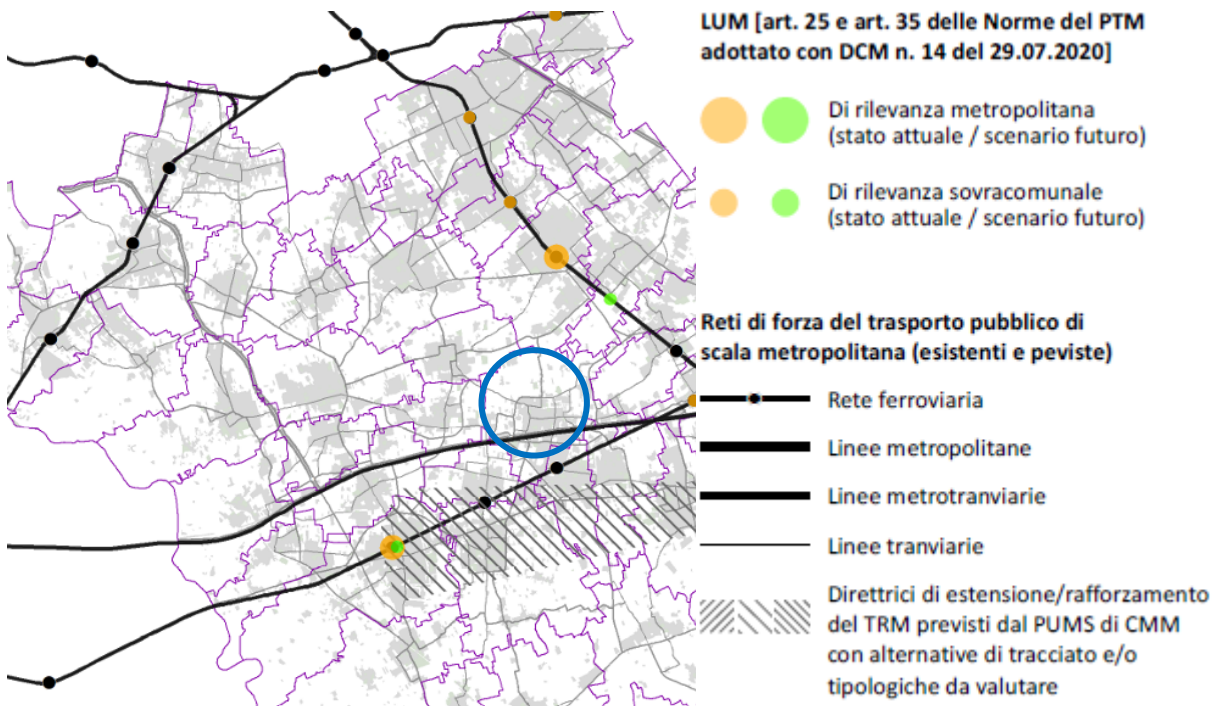 LUM [art. 25 e art. 35 delle Norme del PTM
adottato con DCM n. 14 del 29.07.2020]
Di rilevanza metropolitana
(stato attuale / scenario futuro)
Di rilevanza sovracomunale
(stato attuale / scenario futuro)
Reti di forza del trasporto pubblico di
scala metropolitana (esistenti e peviste)
Rete ferroviaria
Linee metropolitane
Linee metrotranviarie
Linee tranviarie
Direttrici di estensione/rafforzamento
del TRM previsti dal PUMS di CMM
con alternative di tracciato e/o
tipologiche da valutare